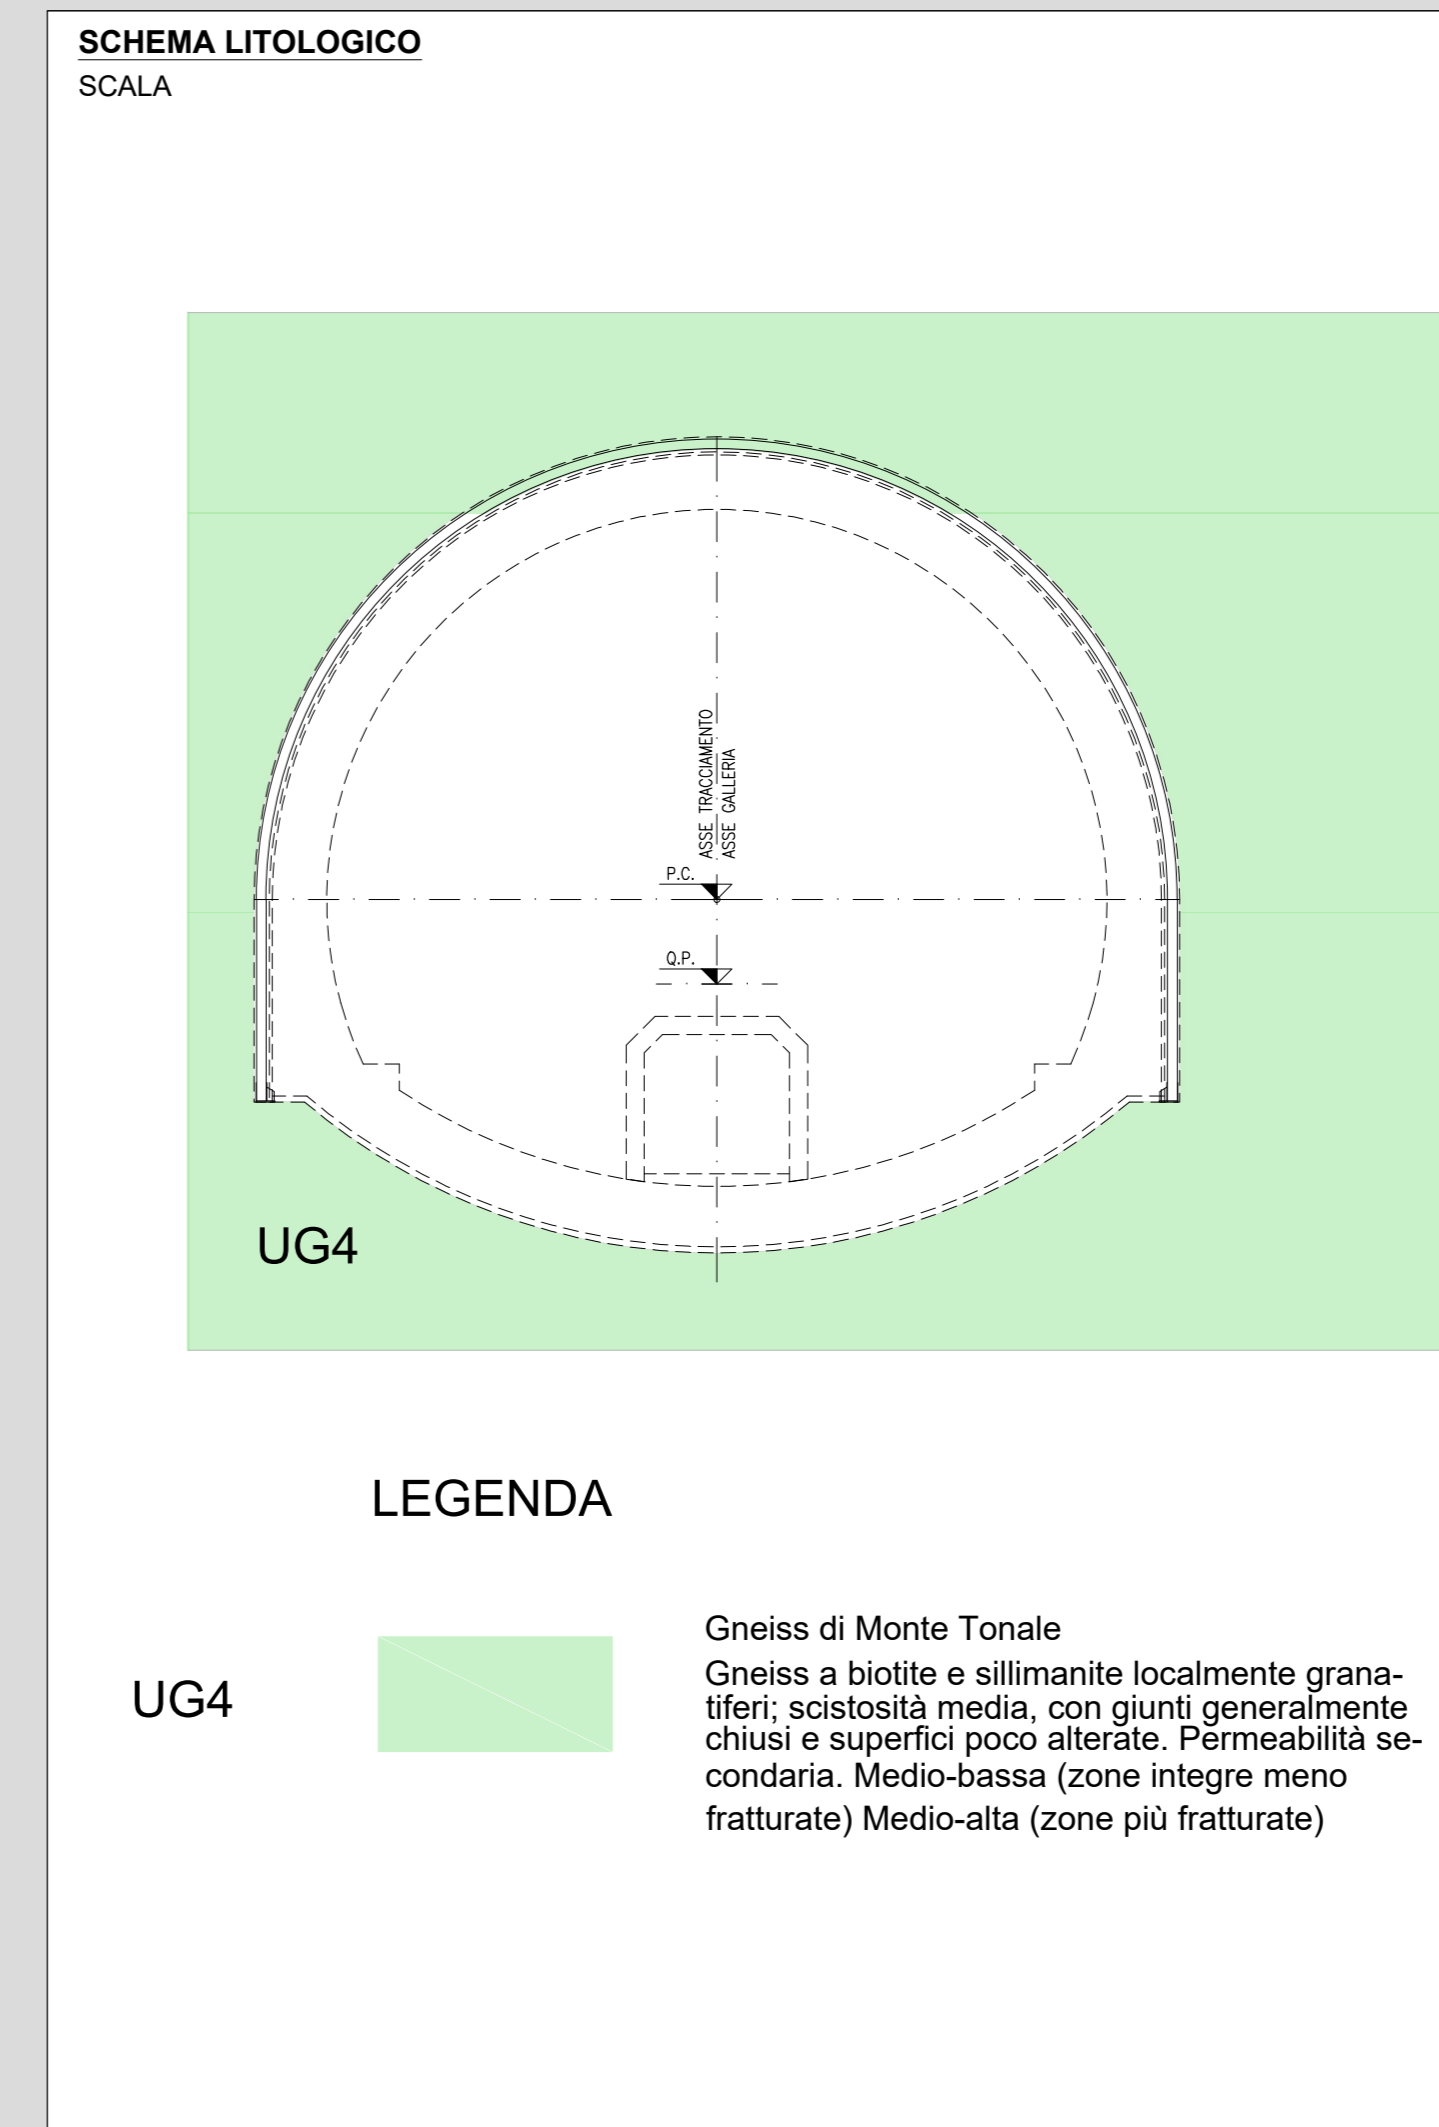 SCHEMA LITOLOGICO
SCALA
ASSE TRACCIAMENTO
ASSE GALLERIA
P.C.
Q.P.
UG4
LEGENDA
UG4
Gneiss di Monte Tonale
Gneiss a biotite e sillimanite localmente grana-
tiferi; scistosità media, con giunti generalmente
chiusi e superfici poco alterate. Permeabilità se-
condaria. Medio-bassa (zone integre meno
fratturate) Medio-alta (zone più fratturate)